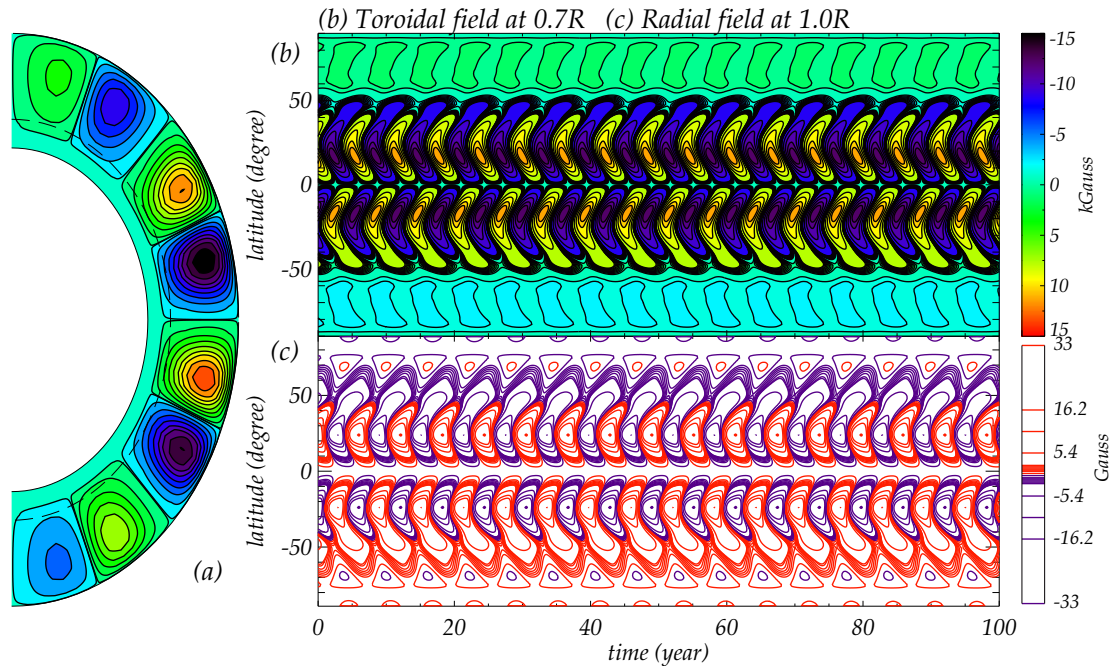 (b) Toroidal field at 0.7R (c) Radial field at 1.0R
(b)
50
0
-50
latitude (degree)
-15
-10
-5
0
5
10
15
kGauss
(c)
50
0
-50
latitude (degree)
33
16.2
5.4
-5.4
-16.2
-33
Gauss
(a)
0 20 40 60 80 100
time (year)